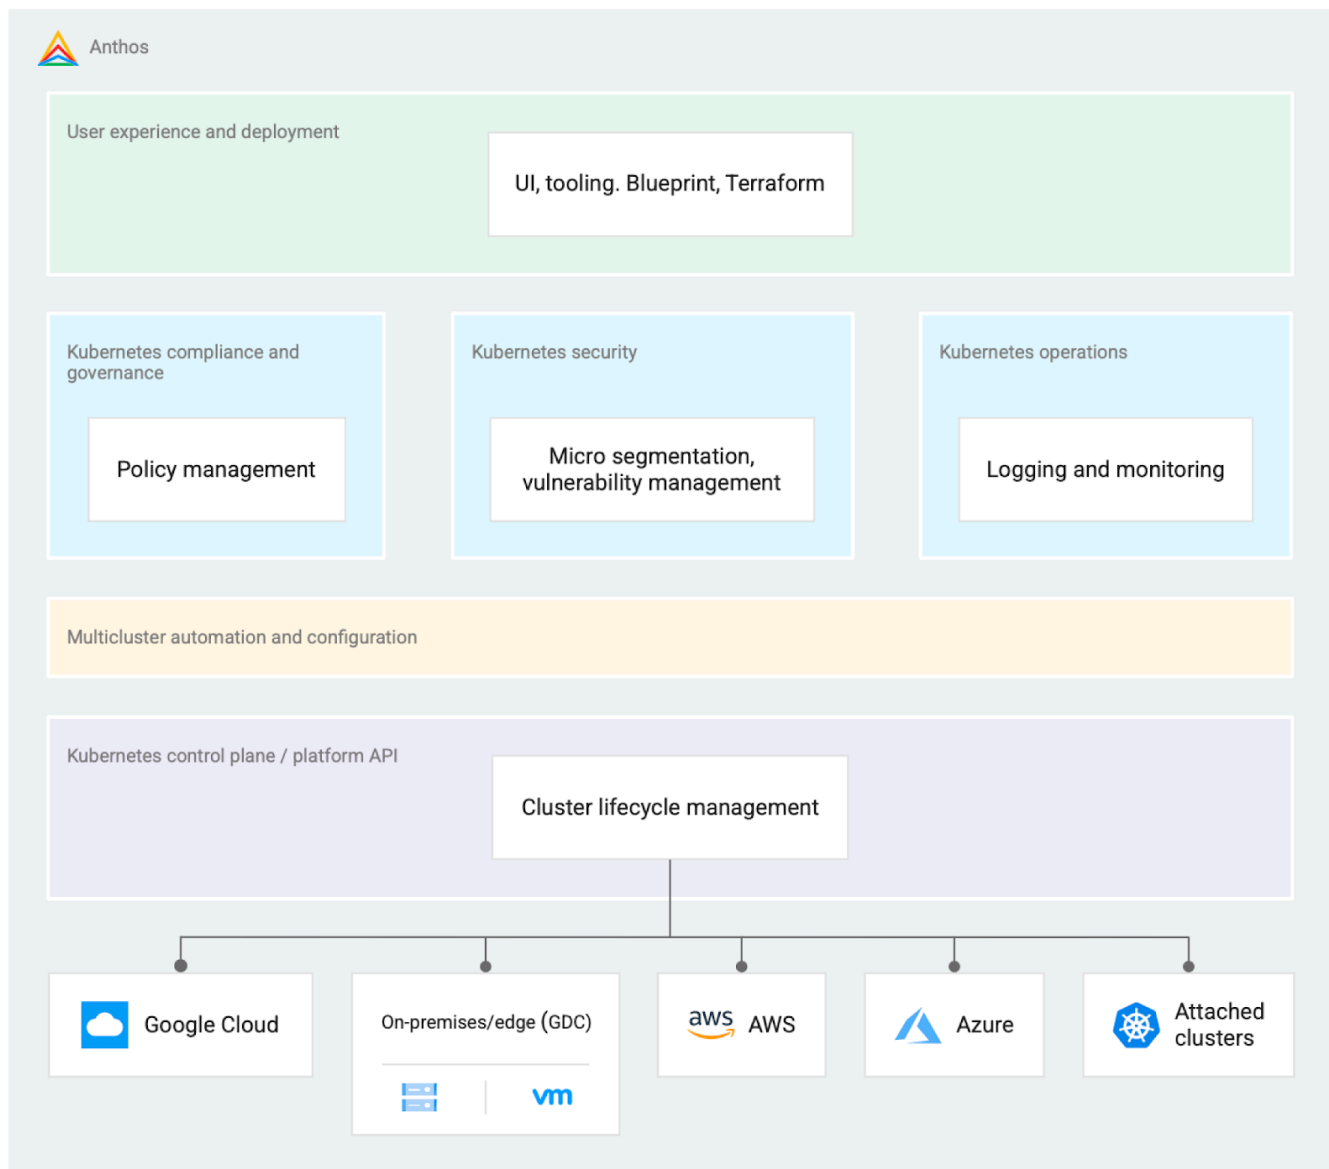 Anthos
User experience and deployment
UI, tooling. Blueprint, Terraform
Kubernetes compliance and
governance
Policy management
Kubernetes security
Micro segmentation,
vulnerability management
Kubernetes operations
Logging and monitoring
Multicluster automation and configuration
Kubernetes control plane / platform API
Cluster lifecycle management
Google Cloud
On-premises/edge (GDC)
vm
aws
AWS
Azure
Attached
clusters